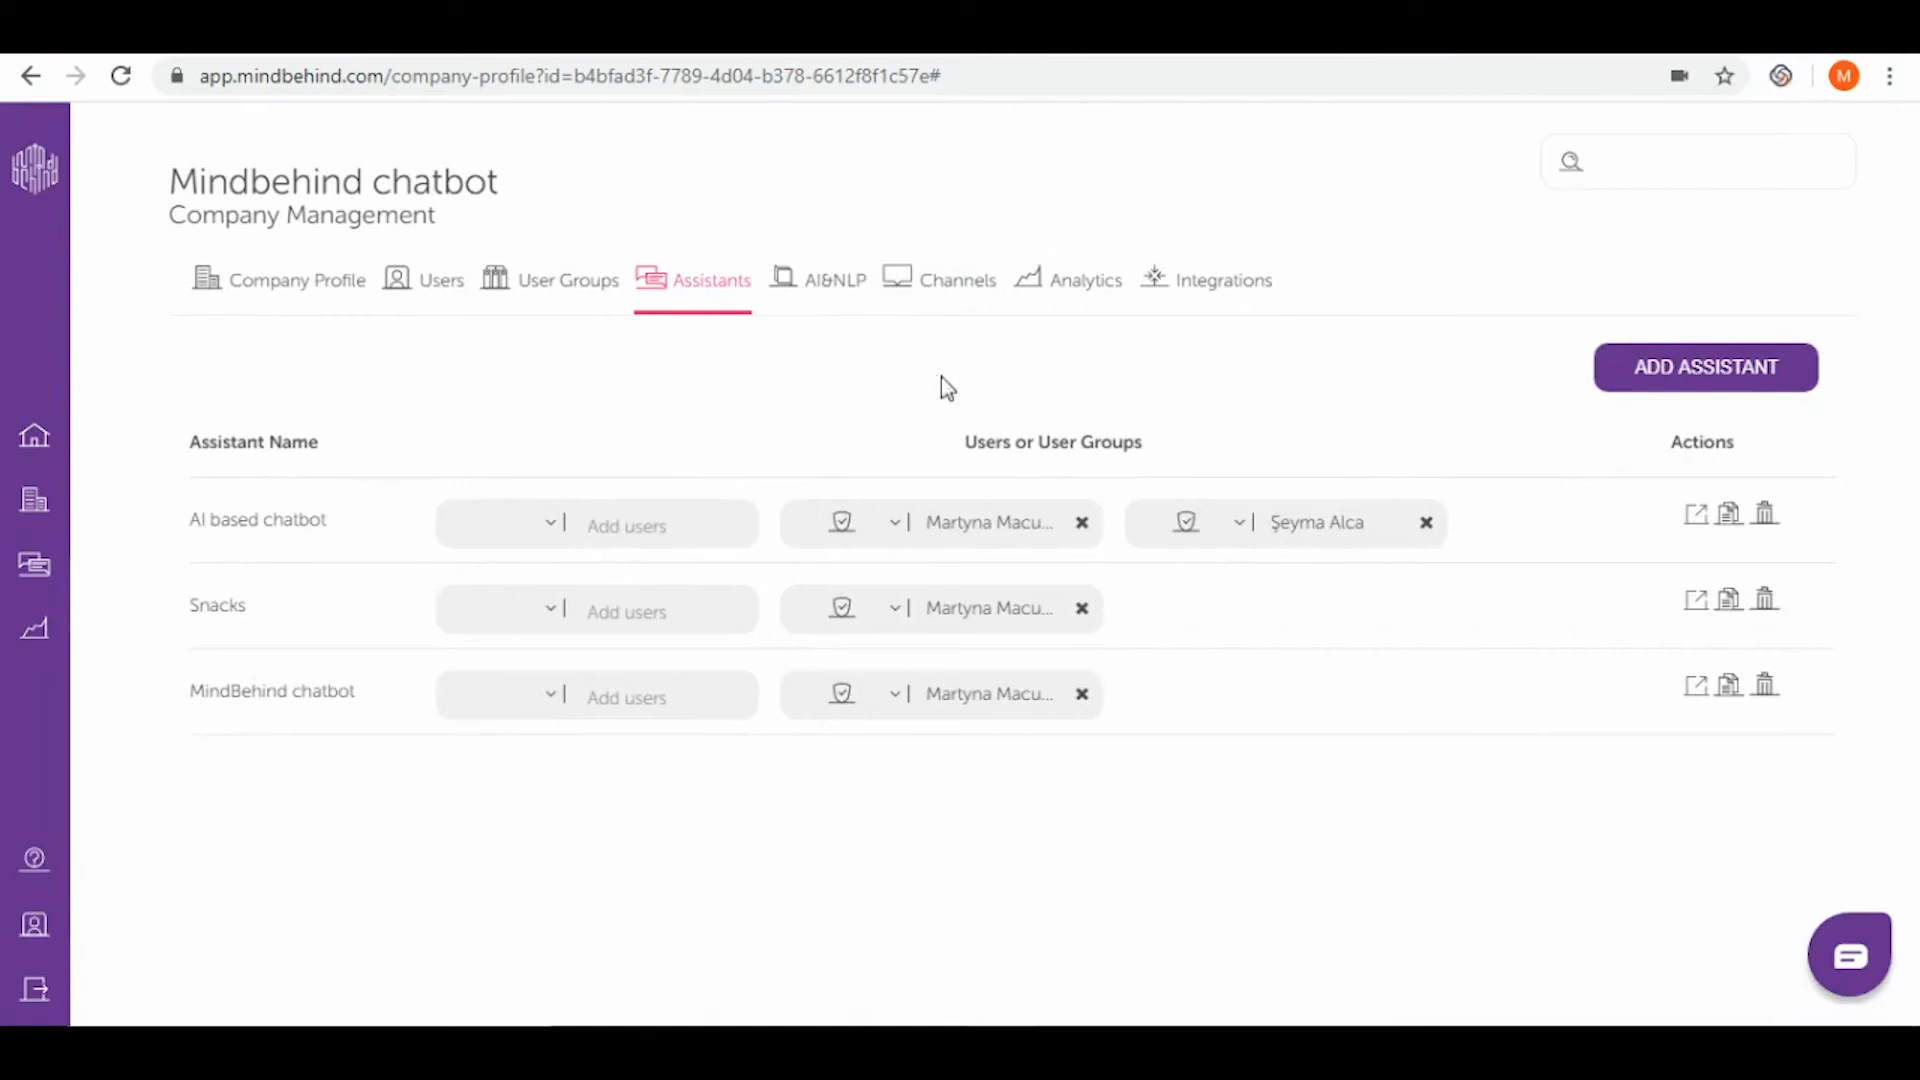 app.mindbehind.com/company-profile?id=b4bfad3f-7789-4d04-b378-6612f8f1c57e#
M
mind behind
Mindbehind chatbot
Company Management
Company Profile Users User Groups Assistants AI&NLP Channels Analytics Integrations
ADD ASSISTANT
Assistant Name Users or User Groups Actions
AI based chatbot Add users Martyna Macu... Şeyma Alca
Snacks Add users Martyna Macu...
MindBehind chatbot Add users Martyna Macu...